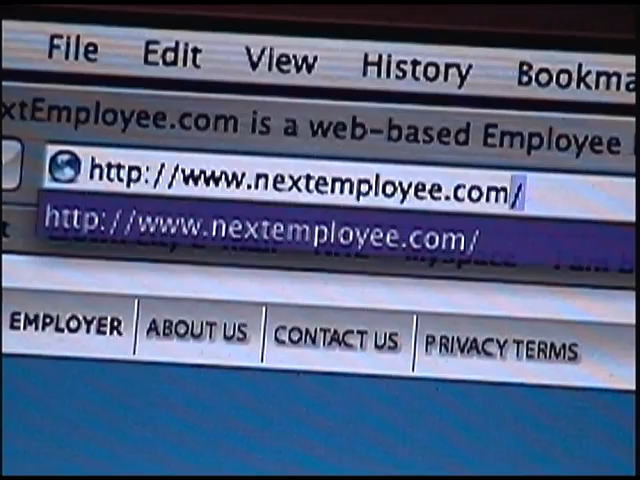 File Edit View History Bookma
xtEmployee.com is a web-based Employee
http://www.nextemployee.com/
http://www.nextemployee.com/
EMPLOYER ABOUT US CONTACT US PRIVACY TERMS